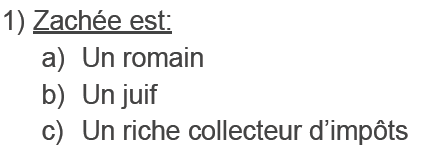 1) Zachée est:
a) Un romain
b) Un juif
c) Un riche collecteur d’impôts